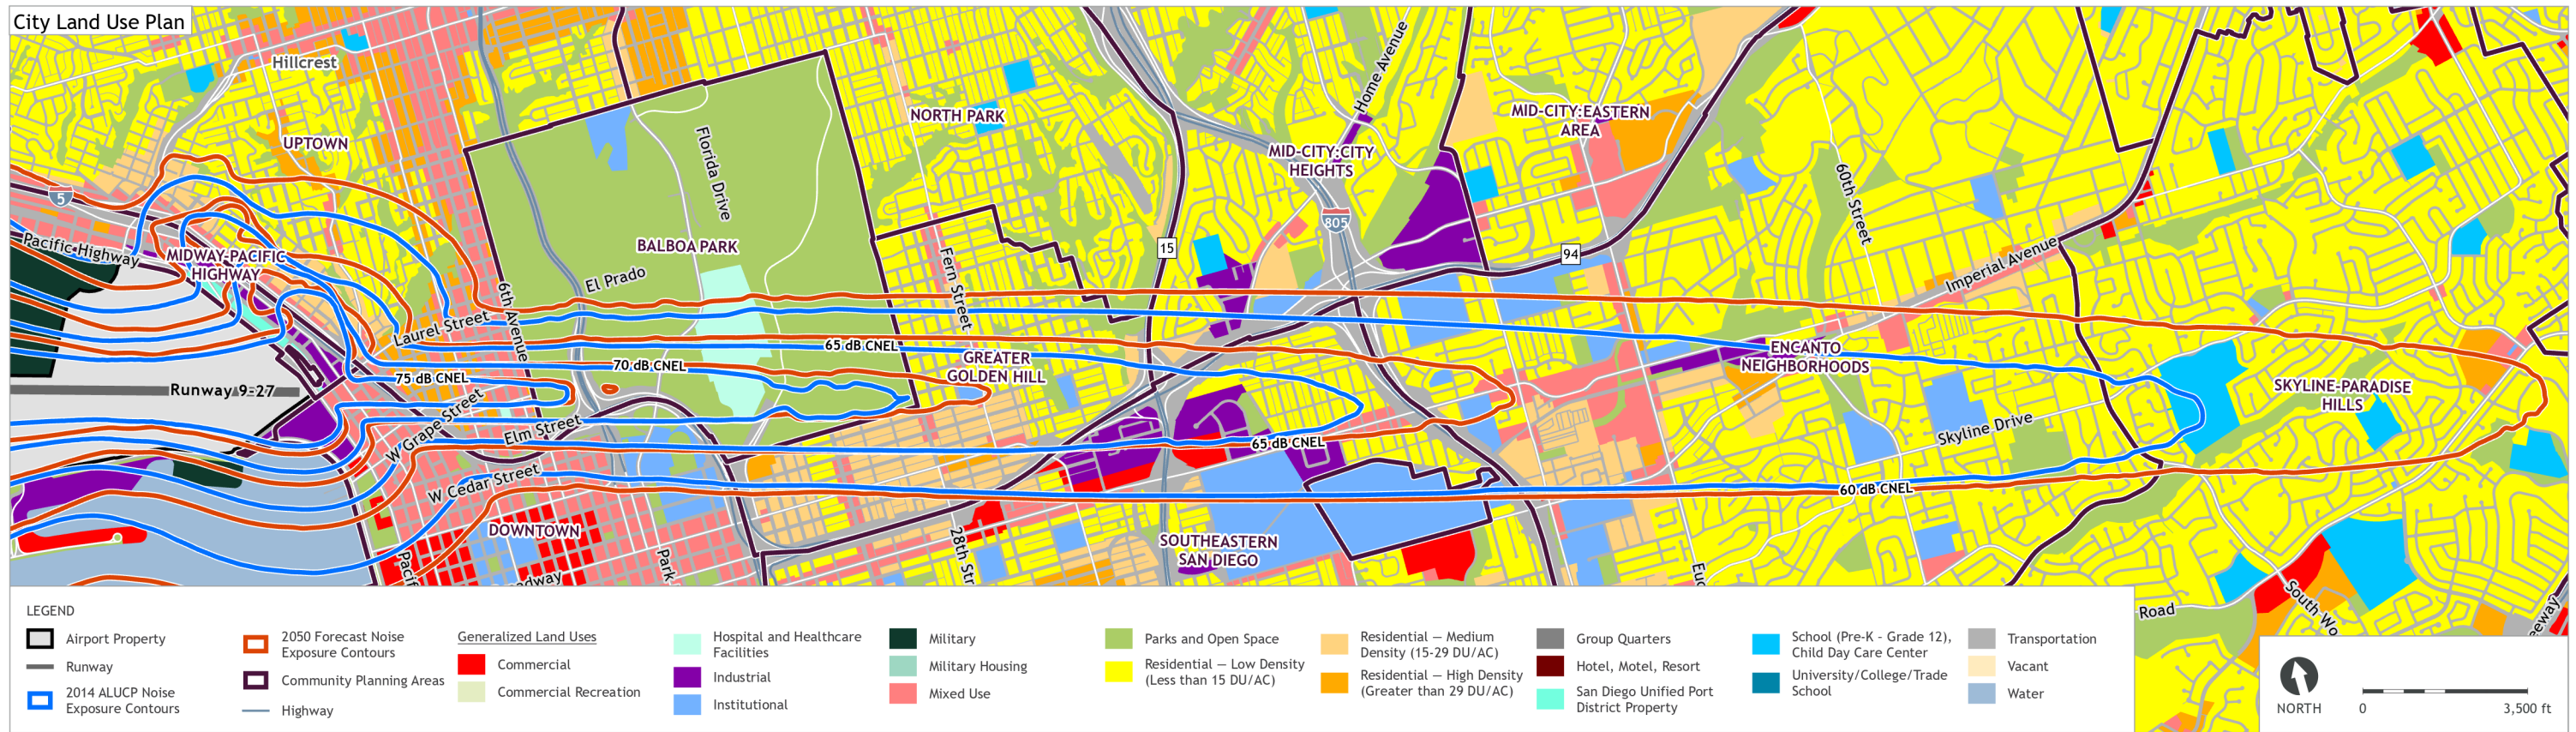 City Land Use Plan
Hillcrest
UPTOWN
5
Pacific Highway
MIDWAY-PACIFIC
HIGHWAY
Laurel Street
6th Avenue
El Prado
Florida Drive
BALBOA PARK
NORTH PARK
Fern Street
GREATER
GOLDEN HILL
15
MID-CITY:CITY
HEIGHTS
805
Home Avenue
MID-CITY:EASTERN
AREA
94
60th Street
Imperial Avenue
ENCANTO
NEIGHBORHOODS
SKYLINE-PARADISE
HILLS
Skyline Drive
65 dB CNEL
70 dB CNEL
75 dB CNEL
Runway 9-27
W Grape Street
Elm Street
W Cedar Street
65 dB CNEL
60 dB CNEL
DOWNTOWN
Pacif
adway
Park
28th Str
SOUTHEASTERN
SAN DIEGO
Euc
Road
South Wo
eeway
LEGEND
Airport Property
Runway
2014 ALUCP Noise
Exposure Contours
2050 Forecast Noise
Exposure Contours
Community Planning Areas
Highway
Generalized Land Uses
Commercial
Commercial Recreation
Hospital and Healthcare
Facilities
Industrial
Institutional
Military
Military Housing
Mixed Use
Parks and Open Space
Residential — Low Density
(Less than 15 DU/AC)
Residential — Medium
Density (15-29 DU/AC)
Residential — High Density
(Greater than 29 DU/AC)
Group Quarters
Hotel, Motel, Resort
San Diego Unified Port
District Property
School (Pre-K - Grade 12),
Child Day Care Center
University/College/Trade
School
Transportation
Vacant
Water
NORTH
0
3,500 ft